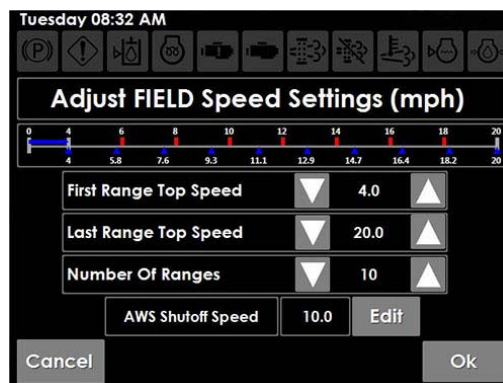 Tuesday 08:32 AM
Adjust FIELD Speed Settings (mph)
0 4 6 8 10 12 14 16 18 20
4 5.8 7.6 9.3 11.1 12.9 14.7 16.4 18.2 20
First Range Top Speed 4.0
Last Range Top Speed 20.0
Number Of Ranges 10
AWS Shutoff Speed 10.0 Edit
Cancel Ok